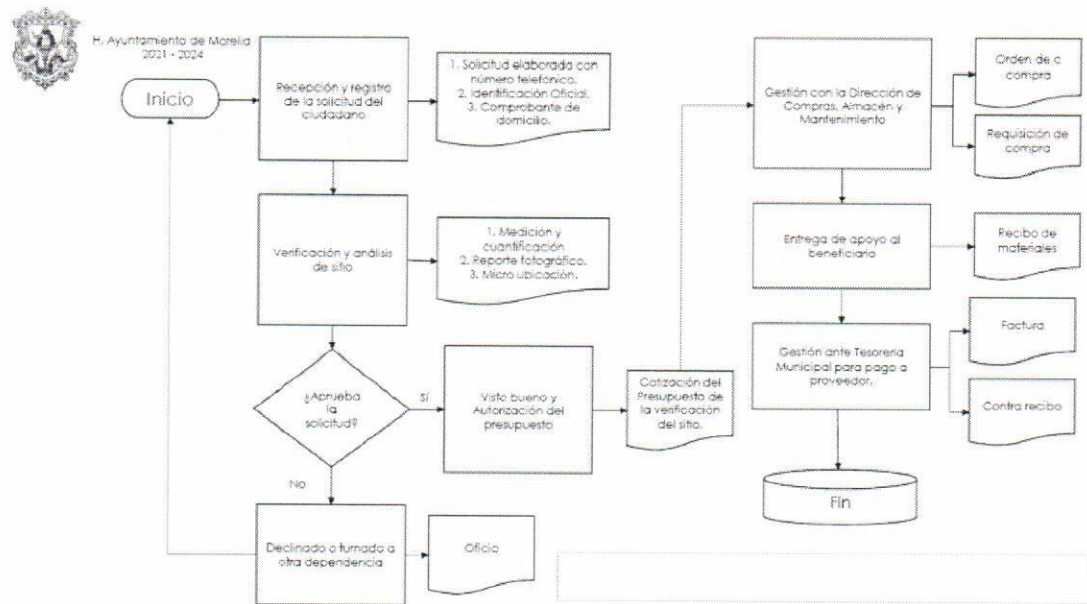 H. Ayuntamiento de Morelia
2021 - 2024
Inicio
Recepción y registro
de la solicitud del
ciudadano
1. Solicitud elaborada con
número telefónico.
2. Identificación Oficial.
3. Comprobante de
domicilio.
Verificación y análisis
de sitio
1. Medición y
cuantificación
2. Reporte fotográfico.
3. Micro ubicación.
¿Aprueba
la
solicitud?
Sí
No
Visto bueno y
Autorización del
presupuesto
Cotización del
Presupuesto de
la verificación
del sitio.
Declinado o turnado a
otra dependencia
Oficio
Gestión con la Dirección de
Compras, Almacén y
Mantenimiento
Orden de c
compra
Requisición de
compra
Entrega de apoyo al
beneficiario
Recibo de
materiales
Gestión ante Tesorería
Municipal para pago a
proveedor.
Factura
Contra recibo
Fin